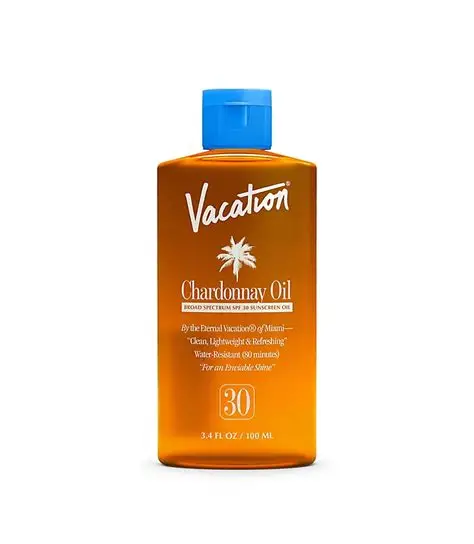 Vacation®
Chardonnay Oil
BROAD SPECTRUM SPF 30 SUNSCREEN OIL
By the Eternal Vacation® of Miami—
"Clean, Lightweight & Refreshing"
Water-Resistant (80 minutes)
"For an Enviable Shine"
30
3.4 FL OZ / 100 ML